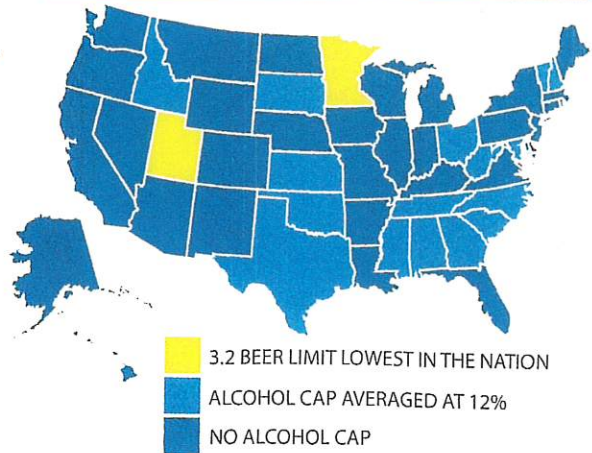 3.2 BEER LIMIT LOWEST IN THE NATION
ALCOHOL CAP AVERAGED AT 12%
NO ALCOHOL CAP